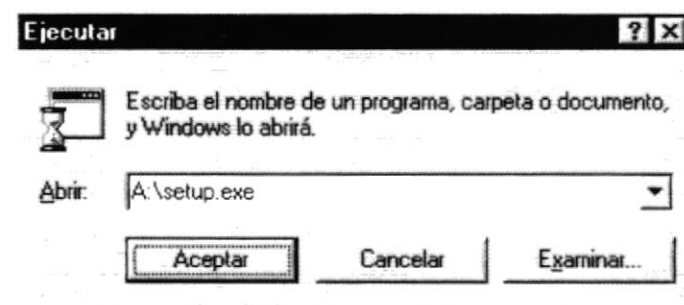 Ejecutar
Escriba el nombre de un programa, carpeta o documento,
y Windows lo abrirá.
Abrir: A:\setup.exe
Aceptar Cancelar Examinar...